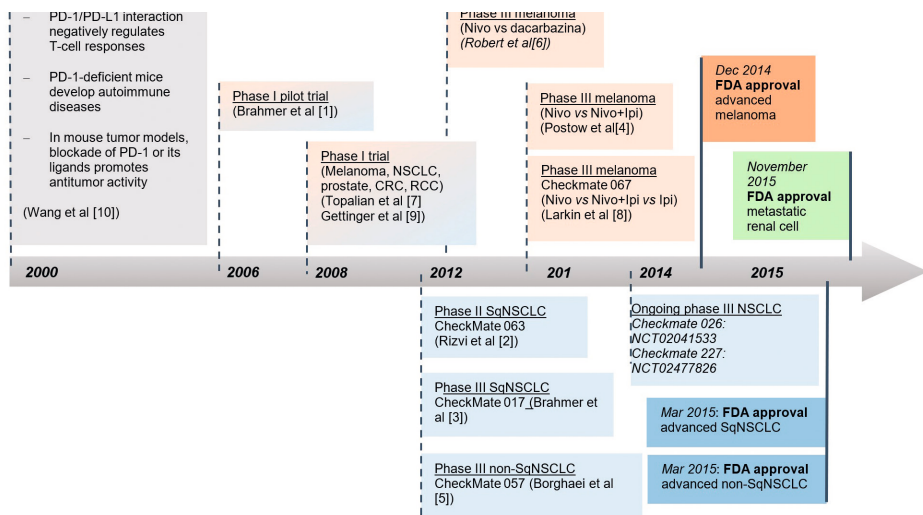 – PD-1/PD-L1 interaction
negatively regulates
T-cell responses
– PD-1-deficient mice
develop autoimmune
diseases
– In mouse tumor models,
blockade of PD-1 or its
ligands promotes
antitumor activity
(Wang et al [10])
Phase I pilot trial
(Brahmer et al [1])
Phase I trial
(Melanoma, NSCLC,
prostate, CRC, RCC)
(Topalian et al [7]
Gettinger et al [9])
Phase III melanoma
(Nivo vs dacarbazina)
(Robert et al[6])
Phase III melanoma
(Nivo vs Nivo+Ipi)
(Postow et al[4])
Phase III melanoma
Checkmate 067
(Nivo vs Nivo+Ipi vs Ipi)
(Larkin et al [8])
Dec 2014
FDA approval
advanced
melanoma
November
2015
FDA approval
metastatic
renal cell
2000 2006 2008 2012 201 2014 2015
Phase II SqNSCLC
CheckMate 063
(Rizvi et al [2])
Phase III SqNSCLC
CheckMate 017 (Brahmer et
al [3])
Phase III non-SqNSCLC
CheckMate 057 (Borghaei et al
[5])
Ongoing phase III NSCLC
Checkmate 026:
NCT02041533
Checkmate 227:
NCT02477826
Mar 2015: FDA approval
advanced SqNSCLC
Mar 2015: FDA approval
advanced non-SqNSCLC